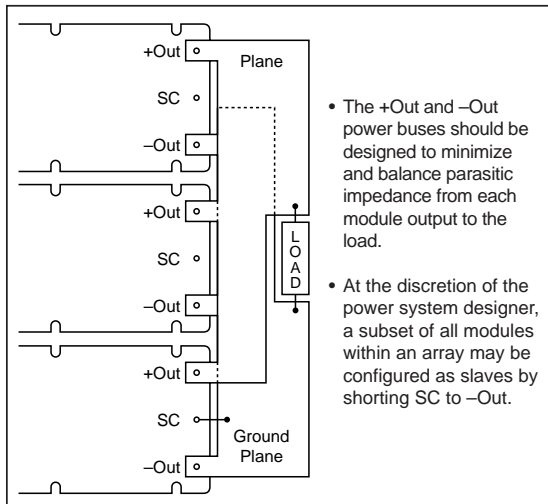 +Out
Plane
SC
–Out
+Out
SC
–Out
+Out
SC
Ground
Plane
–Out
L
O
A
D
• The +Out and –Out
power buses should be
designed to minimize
and balance parasitic
impedance from each
module output to the
load.
• At the discretion of the
power system designer,
a subset of all modules
within an array may be
configured as slaves by
shorting SC to –Out.